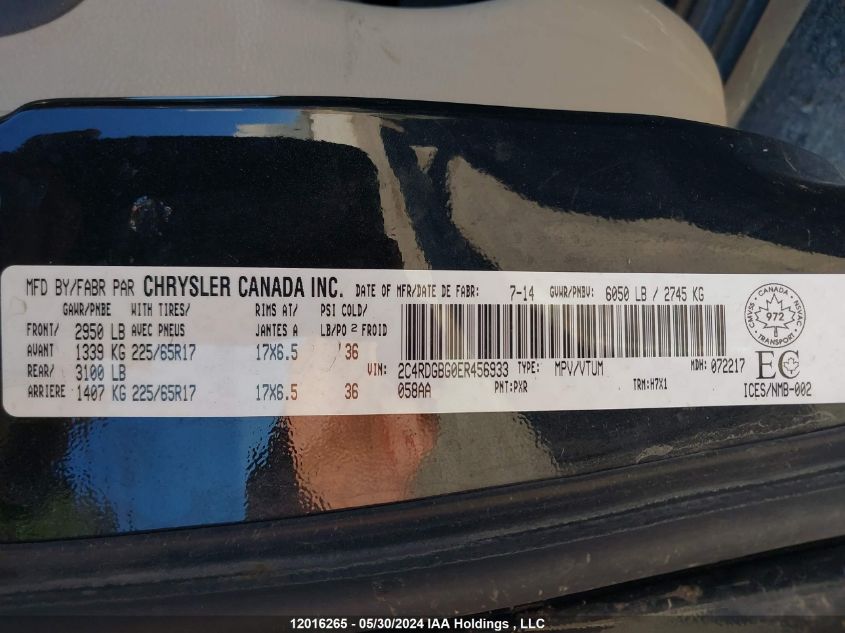 MFD BY/FABR PAR CHRYSLER CANADA INC. DATE OF MFR/DATE DE FABR: 7-14 GVWR/PNBV: 6050 LB / 2745 KG
GAWR/PNBE WITH TIRES/ RIMS AT/ PSI COLD/
FRONT/ 2950 LB AVEC PNEUS JANTES A LB/PO 2 FROID
AVANT 1339 KG 225/65R17 17X6.5 36
REAR/ 3100 LB
ARRIERE 1407 KG 225/65R17 17X6.5 36
VIN: 2C4RDGBG0ER456933 TYPE: MPV/VTUM MDH: 072217
058AA PNT: PXR TRM: H7X1
CMVSS CANADA NSVAC
972
TRANSPORT
EC
ICES/NMB-002
12016265 - 05/30/2024 IAA Holdings , LLC